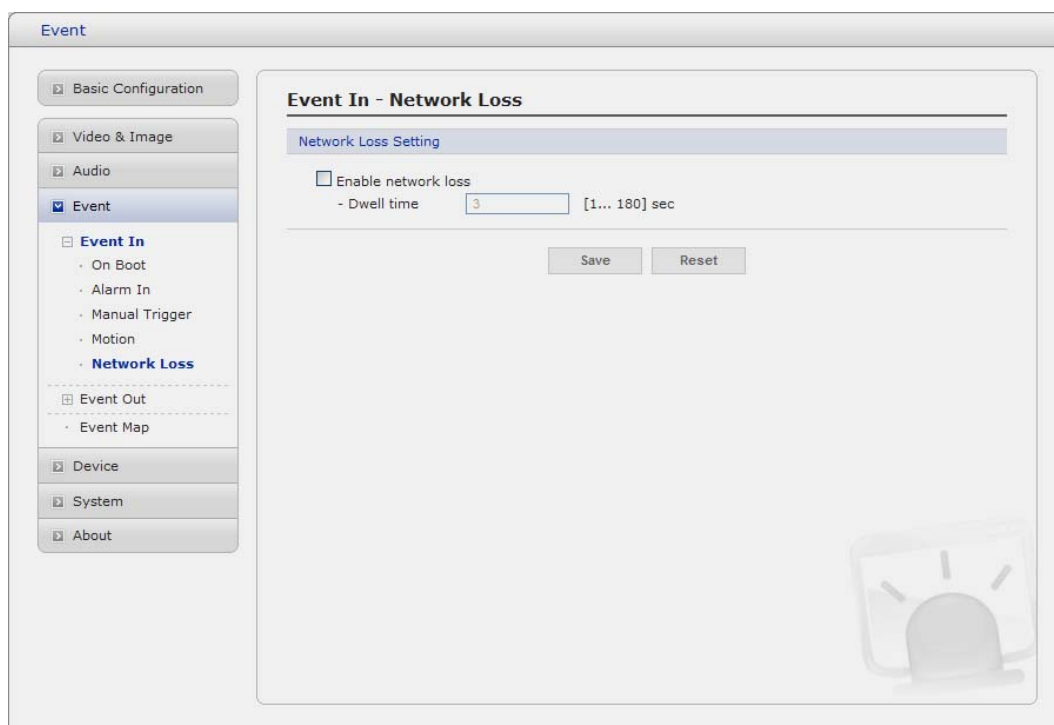 Event
Basic Configuration
Video & Image
Audio
Event
Event In
On Boot
Alarm In
Manual Trigger
Motion
Network Loss
Event Out
Event Map
Device
System
About
Event In - Network Loss
Network Loss Setting
Enable network loss
- Dwell time 3 [1... 180] sec
Save Reset